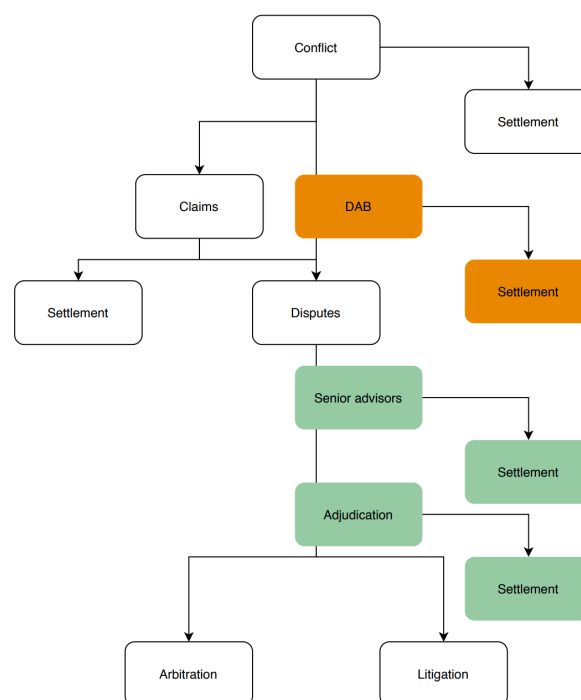 Conflict
Settlement
Claims
DAB
Settlement
Settlement
Disputes
Senior advisors
Settlement
Adjudication
Settlement
Arbitration
Litigation